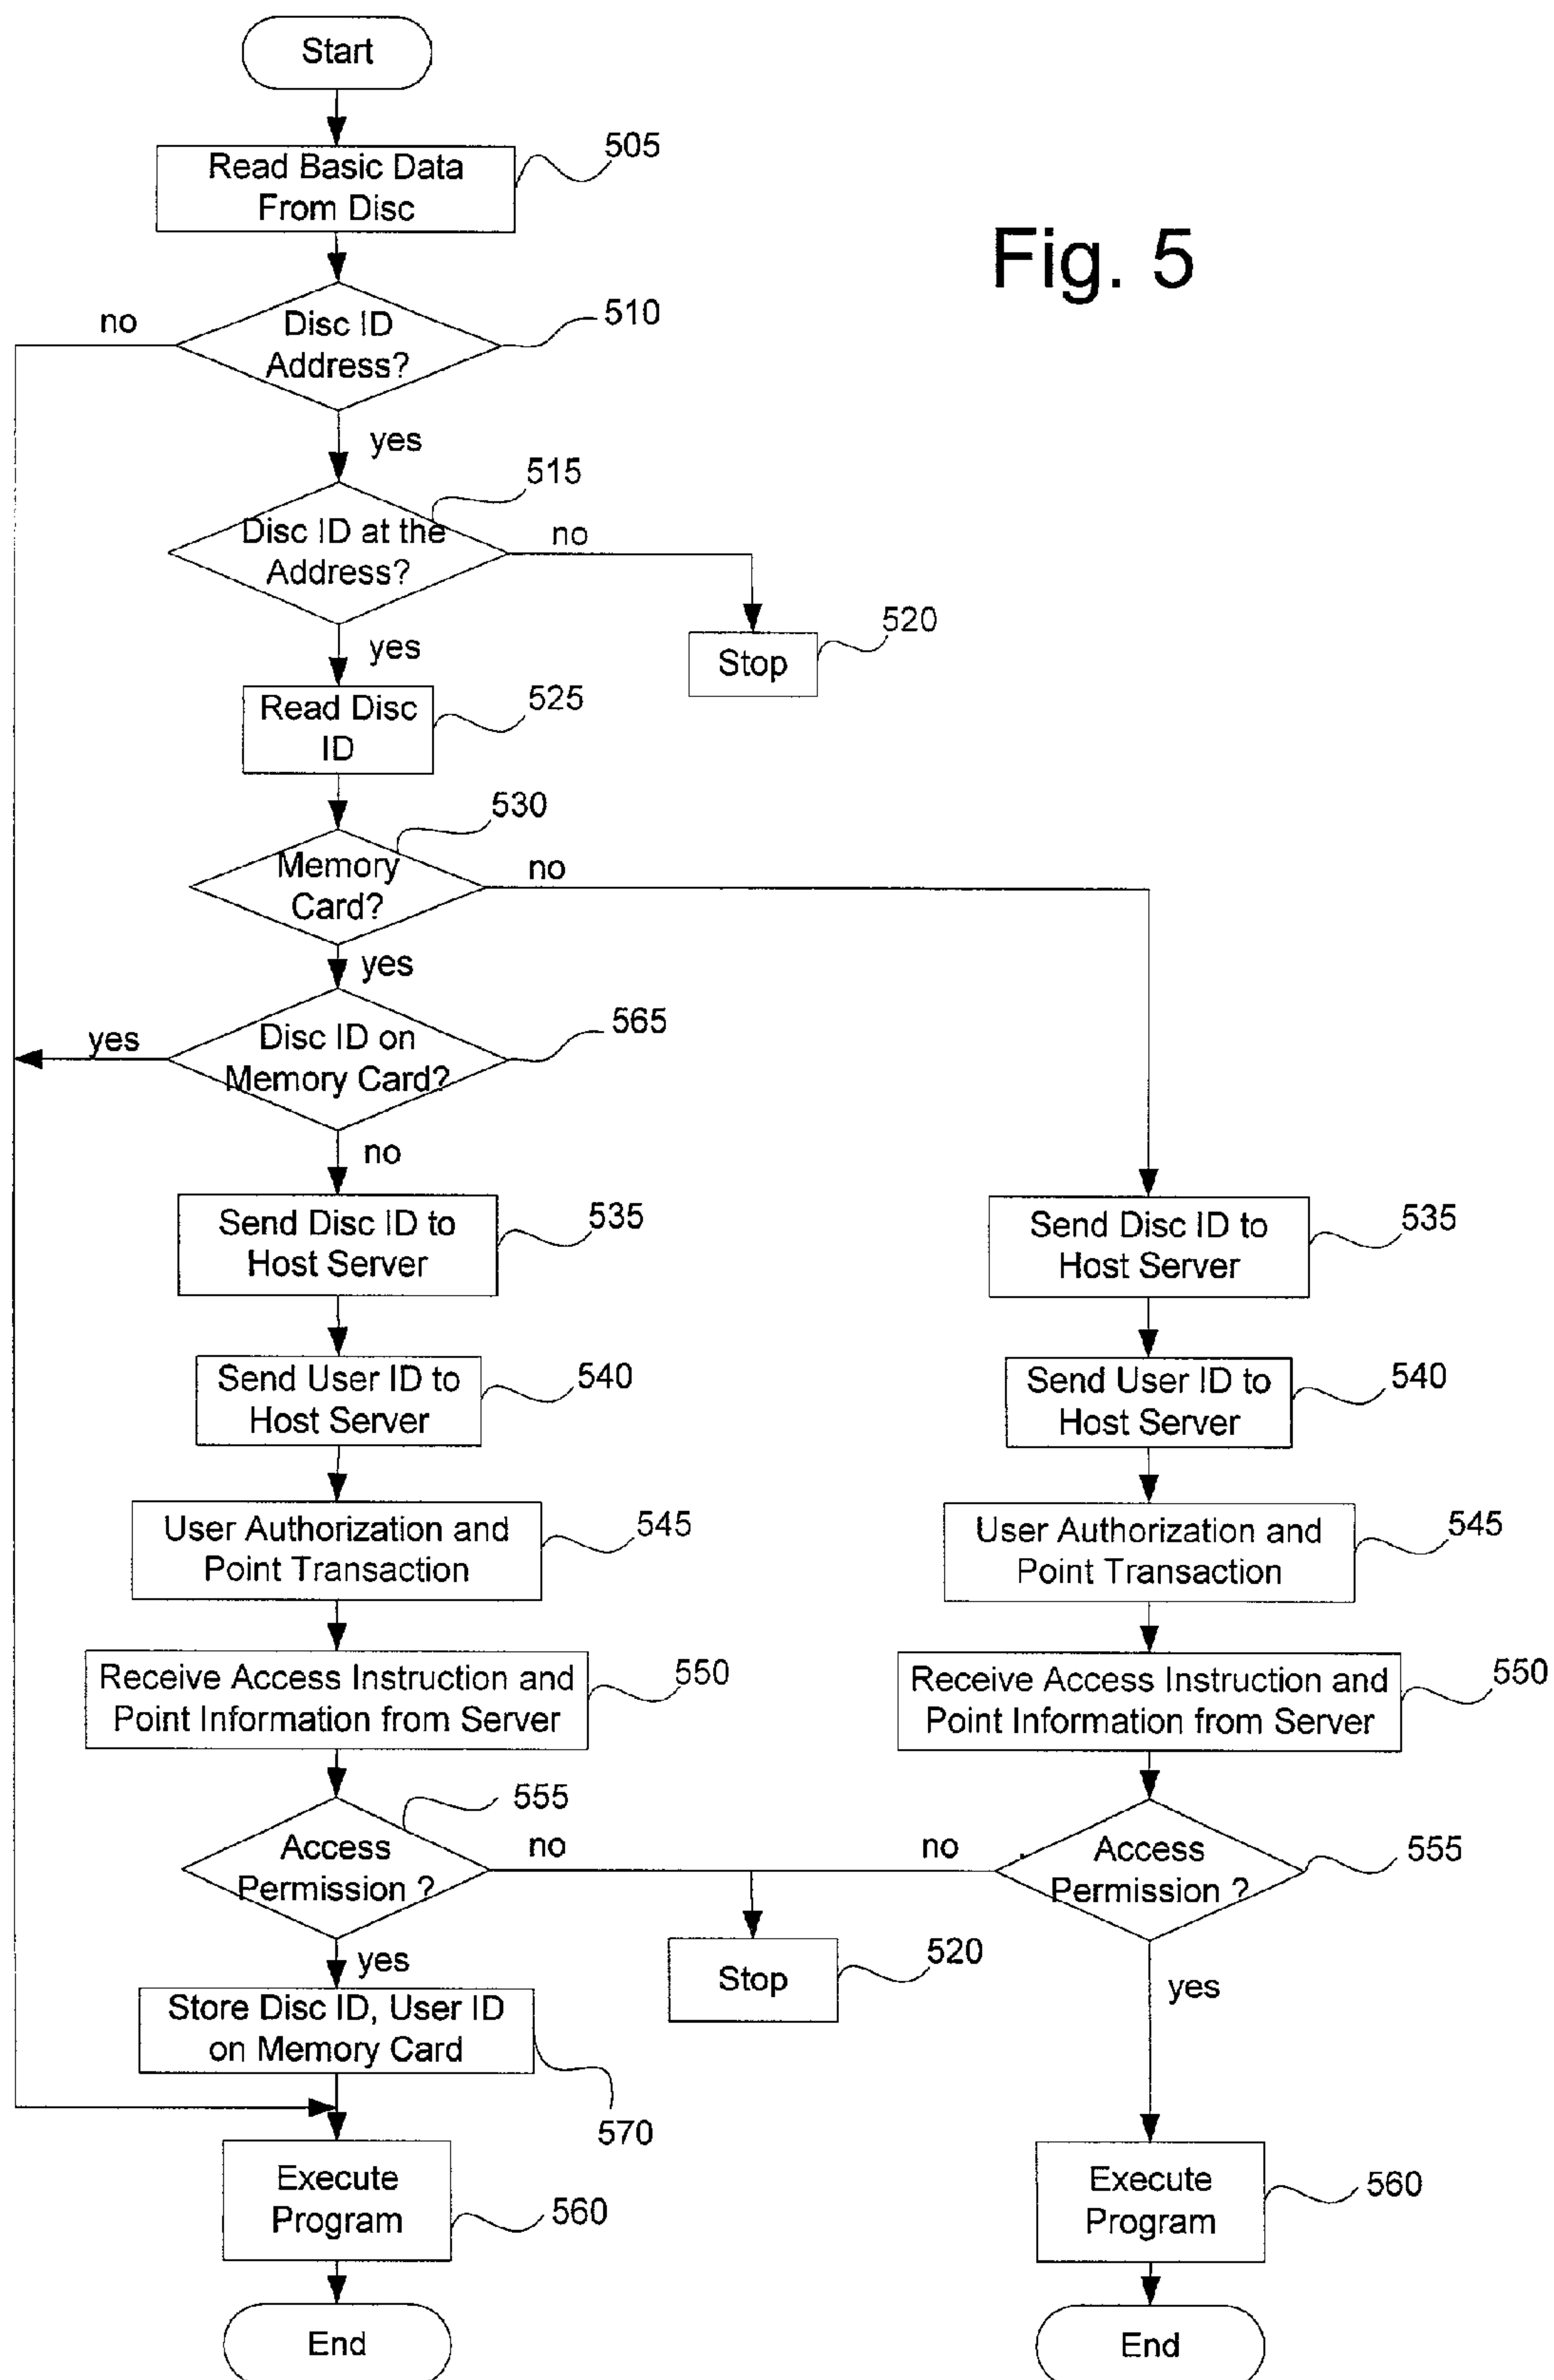 Start
Read Basic Data
From Disc
505
Fig. 5
no
Disc ID
Address?
510
yes
515
Disc ID at the
Address?
no
520
Stop
yes
Read Disc
ID
525
530
Memory
Card?
no
yes
yes
Disc ID on
Memory Card?
565
no
Send Disc ID to
Host Server
535
Send User ID to
Host Server
540
User Authorization and
Point Transaction
545
Receive Access Instruction and
Point Information from Server
550
555
Access
Permission ?
no
yes
Store Disc ID, User ID
on Memory Card
570
Execute
Program
560
End
Send Disc ID to
Host Server
535
Send User ID to
Host Server
540
User Authorization and
Point Transaction
545
Receive Access Instruction and
Point Information from Server
550
no
Access
Permission ?
555
Stop
520
yes
Execute
Program
560
End